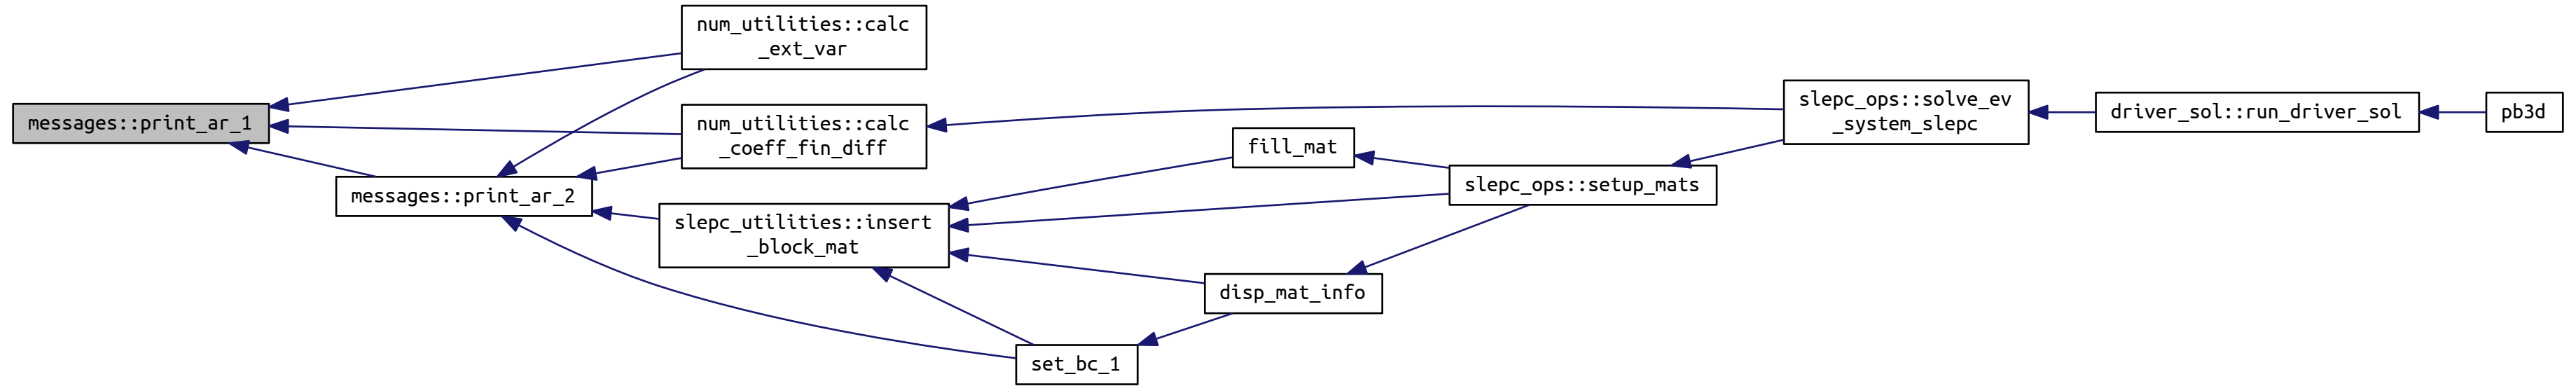 messages::print_ar_1
messages::print_ar_2
num_utilities::calc
_ext_var
num_utilities::calc
_coeff_fin_diff
slepc_utilities::insert
_block_mat
set_bc_1
fill_mat
disp_mat_info
slepc_ops::setup_mats
slepc_ops::solve_ev
_system_slepc
driver_sol::run_driver_sol
pb3d